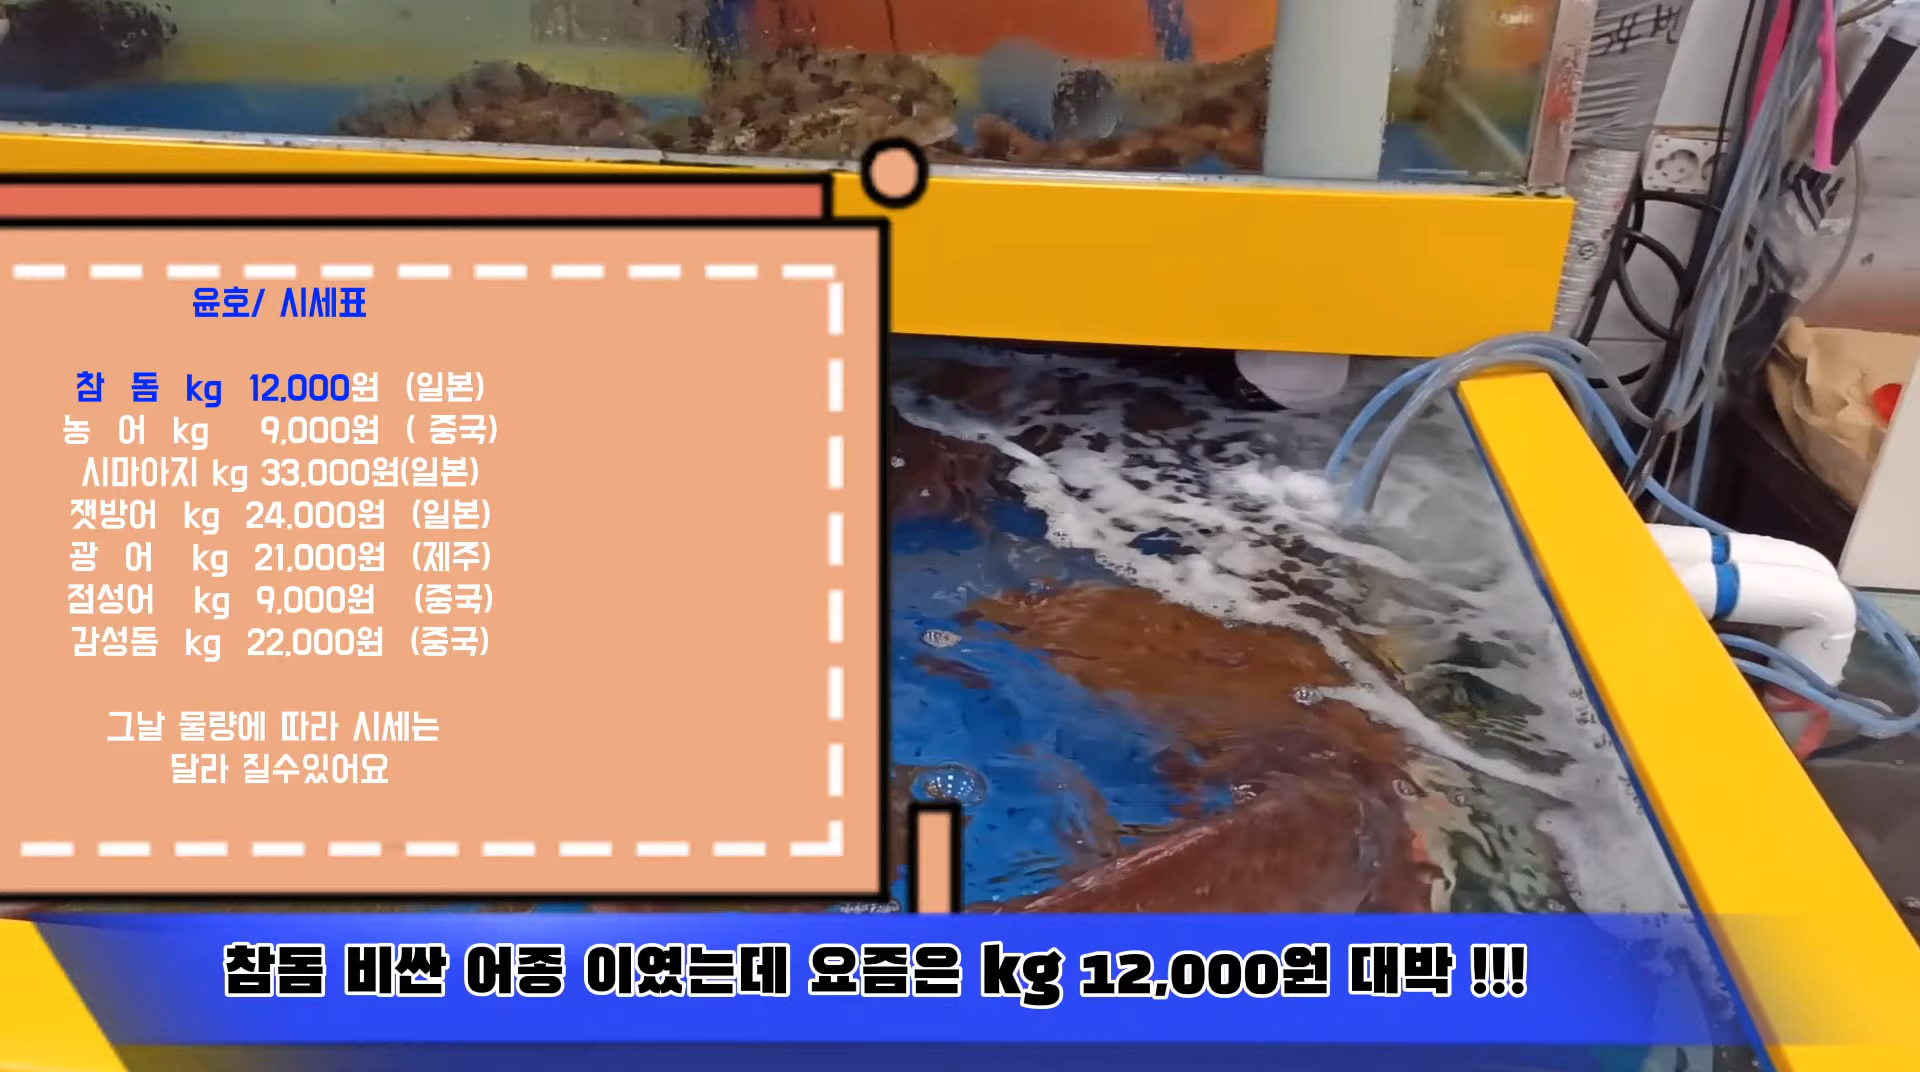 윤호/ 시세표
참 돔 kg 12,000원 (일본)
농 어 kg 9,000원 ( 중국)
시마아지 kg 33,000원(일본)
잿방어 kg 24,000원 (일본)
광 어 kg 21,000원 (제주)
점성어 kg 9,000원 (중국)
감성돔 kg 22,000원 (중국)
그날 물량에 따라 시세는
달라 질수있어요
참돔 비싼 어종 이였는데 요즘은 kg 12,000원 대박 !!!